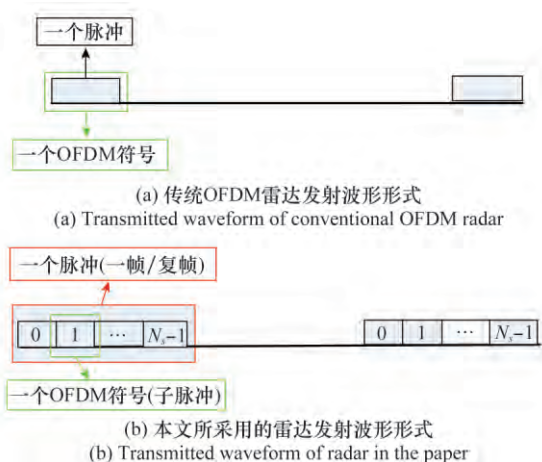 一个脉冲
一个OFDM符号
(a) 传统OFDM雷达发射波形形式
(a) Transmitted waveform of conventional OFDM radar
一个脉冲(一帧/复帧)
0 1 … Nₛ−1 0 1 … Nₛ−1
一个OFDM符号(子脉冲)
(b) 本文所采用的雷达发射波形形式
(b) Transmitted waveform of radar in the paper